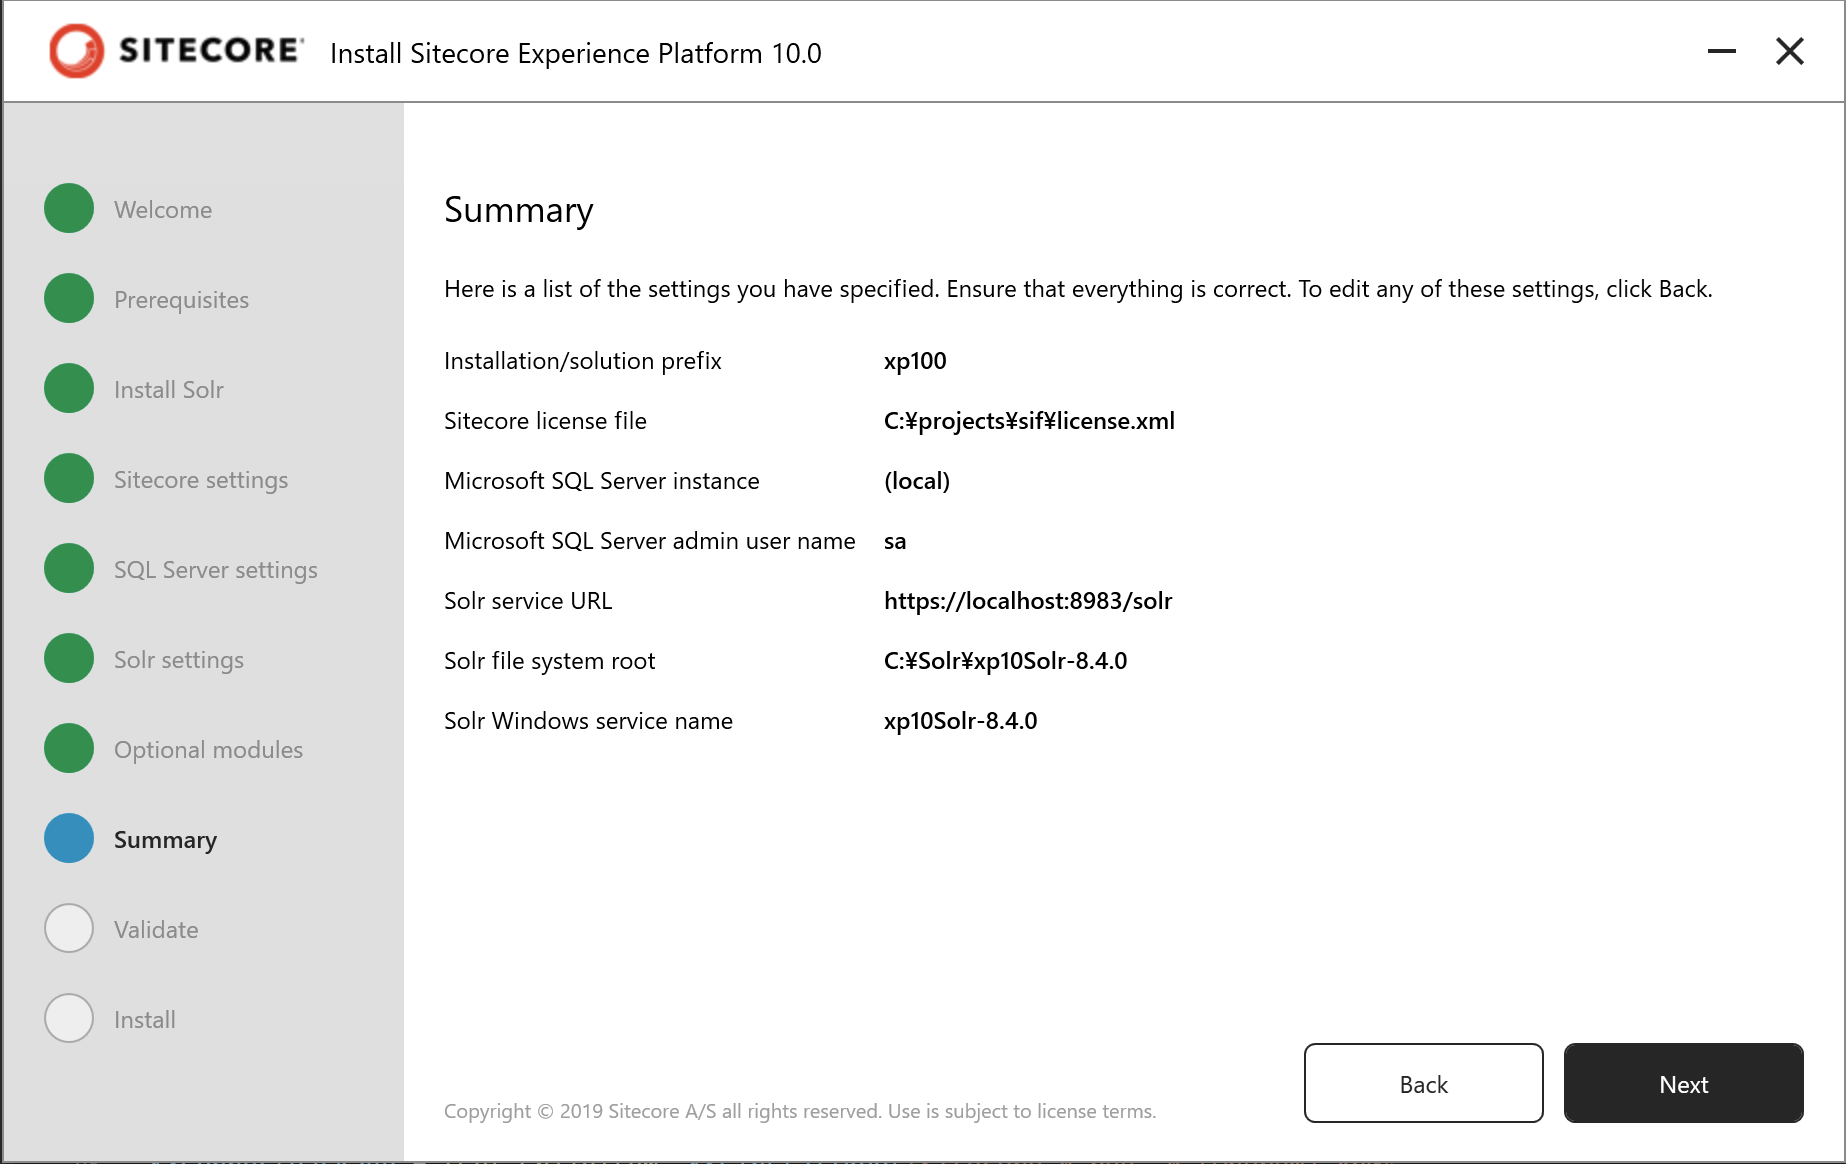 SITECORE Install Sitecore Experience Platform 10.0
Welcome
Prerequisites
Install Solr
Sitecore settings
SQL Server settings
Solr settings
Optional modules
Summary
Validate
Install
Summary
Here is a list of the settings you have specified. Ensure that everything is correct. To edit any of these settings, click Back.
Installation/solution prefix xp100
Sitecore license file C:¥projects¥sif¥license.xml
Microsoft SQL Server instance (local)
Microsoft SQL Server admin user name sa
Solr service URL https://localhost:8983/solr
Solr file system root C:¥Solr¥xp10Solr-8.4.0
Solr Windows service name xp10Solr-8.4.0
Back Next
Copyright © 2019 Sitecore A/S all rights reserved. Use is subject to license terms.